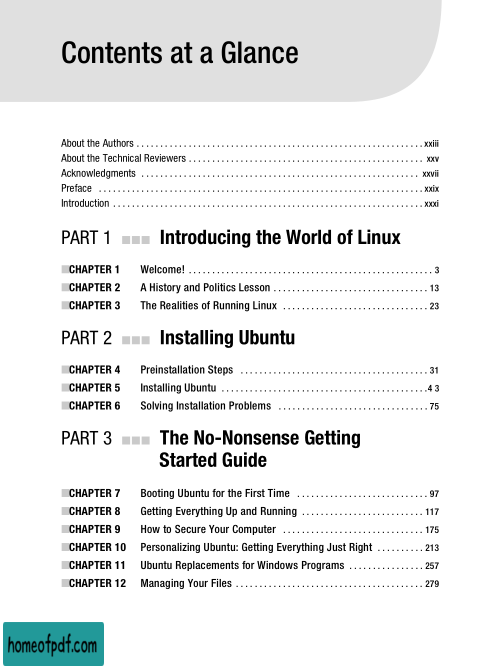 Contents at a Glance
About the Authors . . . . . . . . . . . . . . . . . . . . . . . . . . . . . . . . . . . . . . . . . . . . . . . . . . . . . . . . . . . . . xxiii
About the Technical Reviewers . . . . . . . . . . . . . . . . . . . . . . . . . . . . . . . . . . . . . . . . . . . . . . . . . . xxv
Acknowledgments . . . . . . . . . . . . . . . . . . . . . . . . . . . . . . . . . . . . . . . . . . . . . . . . . . . . . . . . . . . xxvii
Preface . . . . . . . . . . . . . . . . . . . . . . . . . . . . . . . . . . . . . . . . . . . . . . . . . . . . . . . . . . . . . . . . . . . . . xxix
Introduction . . . . . . . . . . . . . . . . . . . . . . . . . . . . . . . . . . . . . . . . . . . . . . . . . . . . . . . . . . . . . . . . . . xxxi
PART 1 ■■■ Introducing the World of Linux
■CHAPTER 1 Welcome! . . . . . . . . . . . . . . . . . . . . . . . . . . . . . . . . . . . . . . . . . . . . . . . . . . . . 3
■CHAPTER 2 A History and Politics Lesson . . . . . . . . . . . . . . . . . . . . . . . . . . . . . . . . . 13
■CHAPTER 3 The Realities of Running Linux . . . . . . . . . . . . . . . . . . . . . . . . . . . . . . . 23
PART 2 ■■■ Installing Ubuntu
■CHAPTER 4 Preinstallation Steps . . . . . . . . . . . . . . . . . . . . . . . . . . . . . . . . . . . . . . . . 31
■CHAPTER 5 Installing Ubuntu . . . . . . . . . . . . . . . . . . . . . . . . . . . . . . . . . . . . . . . . . . . .4 3
■CHAPTER 6 Solving Installation Problems . . . . . . . . . . . . . . . . . . . . . . . . . . . . . . . . 75
PART 3 ■■■ The No-Nonsense Getting
Started Guide
■CHAPTER 7 Booting Ubuntu for the First Time . . . . . . . . . . . . . . . . . . . . . . . . . . . . 97
■CHAPTER 8 Getting Everything Up and Running . . . . . . . . . . . . . . . . . . . . . . . . . . 117
■CHAPTER 9 How to Secure Your Computer . . . . . . . . . . . . . . . . . . . . . . . . . . . . . . 175
■CHAPTER 10 Personalizing Ubuntu: Getting Everything Just Right . . . . . . . . . . 213
■CHAPTER 11 Ubuntu Replacements for Windows Programs . . . . . . . . . . . . . . . . 257
■CHAPTER 12 Managing Your Files . . . . . . . . . . . . . . . . . . . . . . . . . . . . . . . . . . . . . . . . 279
homeofpdf.com